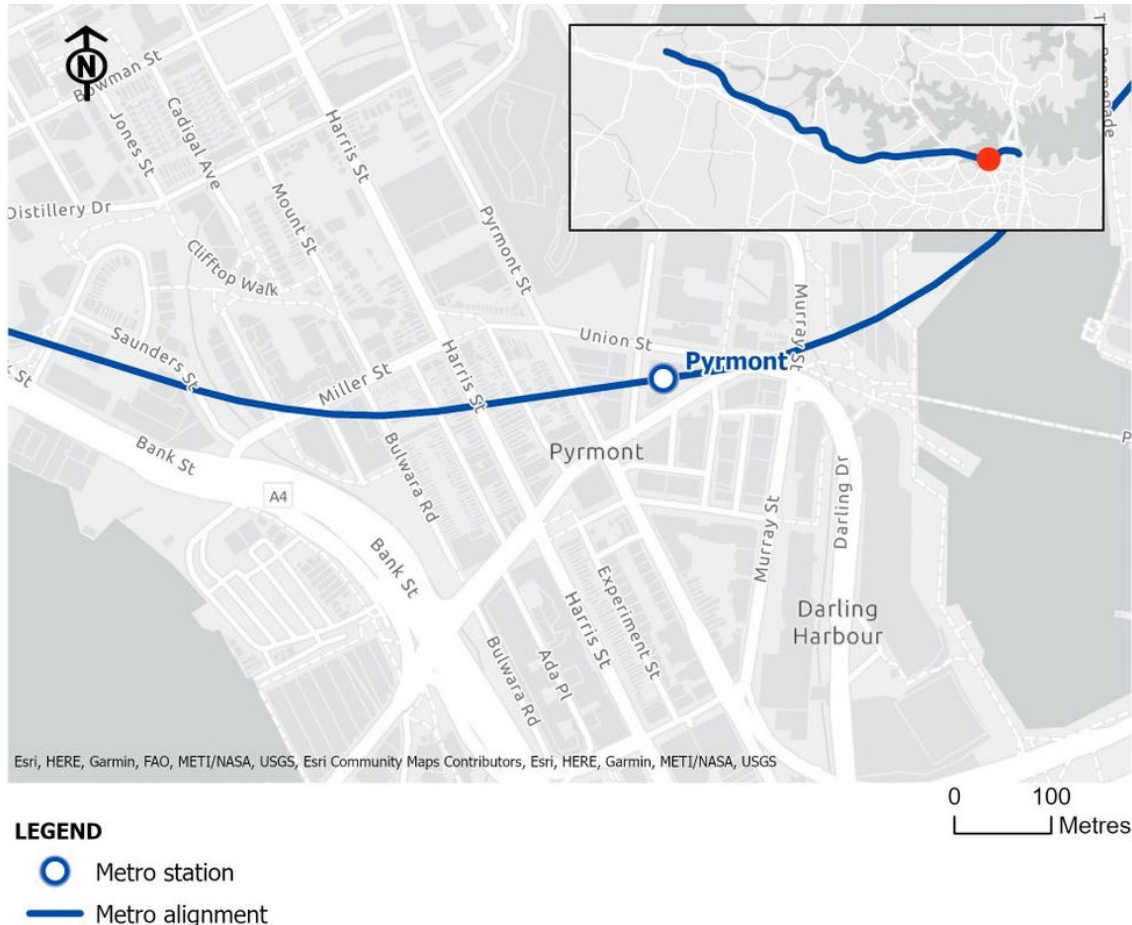 N
Bowman St
Jones St
Cadigal Ave
Harris St
Distillery Dr
Mount St
Pyrmont St
Clifftop Walk
Murray St
Saunders St
Union St
Pyrmont
Harris St
Miller St
Bank St
Bulwara Rd
Pyrmont
A4
Darling Dr
Murray St
Bank St
Experiment St
Harris St
Darling
Harbour
Ada Pl
Bulwara Rd
Esri, HERE, Garmin, FAO, METI/NASA, USGS, Esri Community Maps Contributors, Esri, HERE, Garmin, METI/NASA, USGS
0 100
Metres
LEGEND
Metro station
Metro alignment